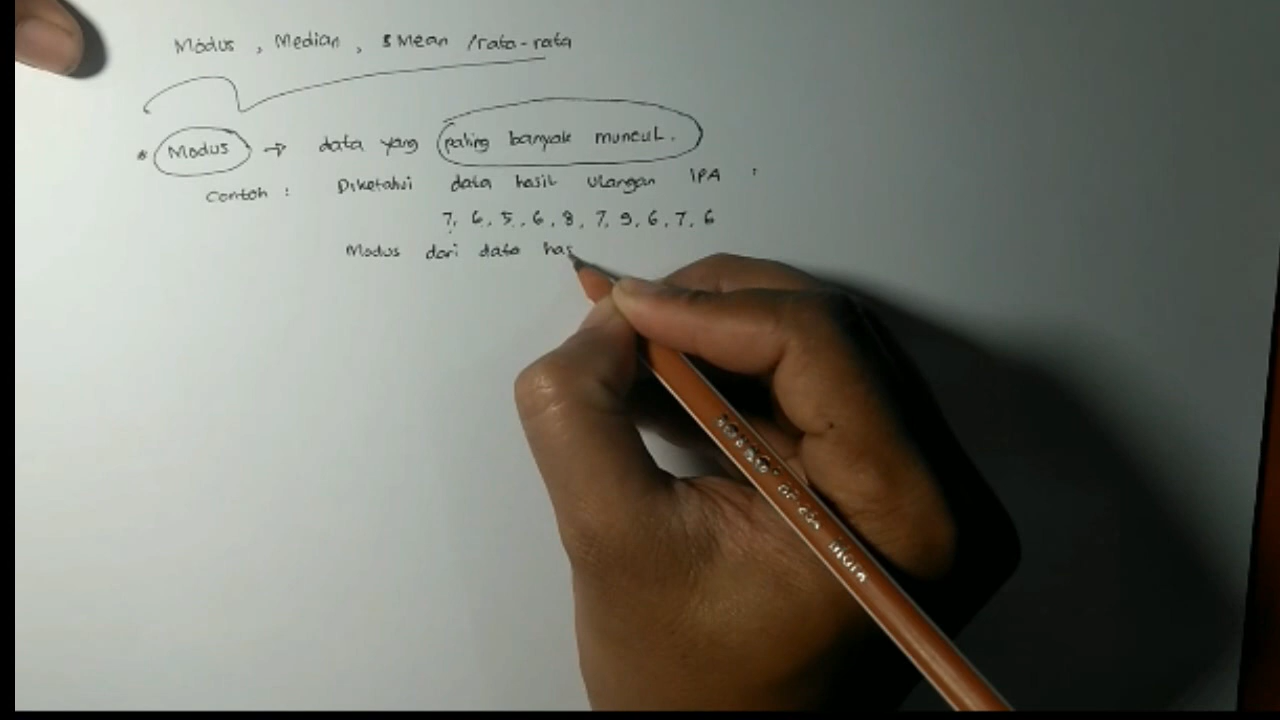 Modus, Median, & Mean /rata-rata
* Modus → data yang paling banyak muncul.
Contoh : Diketahui data hasil ulangan IPA :
7, 6, 5, 6, 8, 7, 9, 6, 7, 6
Modus dari data has